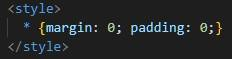 <style>
  * {margin: 0; padding: 0;}
</style>